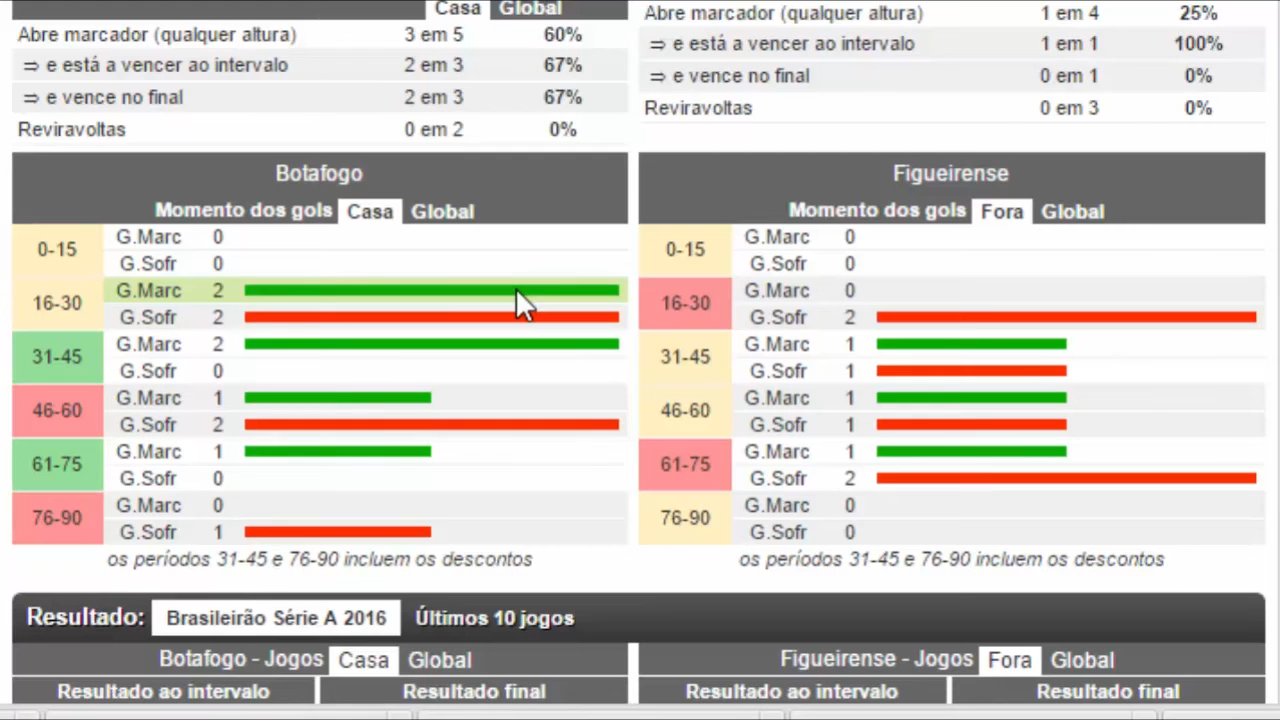 Casa Global
Abre marcador (qualquer altura) 3 em 5 60%
⇒ e está a vencer ao intervalo 2 em 3 67%
⇒ e vence no final 2 em 3 67%
Reviravoltas 0 em 2 0%
Abre marcador (qualquer altura) 1 em 4 25%
⇒ e está a vencer ao intervalo 1 em 1 100%
⇒ e vence no final 0 em 1 0%
Reviravoltas 0 em 3 0%
Botafogo
Momento dos gols Casa Global
0-15 G.Marc 0
G.Sofr 0
16-30 G.Marc 2
G.Sofr 2
31-45 G.Marc 2
G.Sofr 0
46-60 G.Marc 1
G.Sofr 2
61-75 G.Marc 1
G.Sofr 0
76-90 G.Marc 0
G.Sofr 1
os períodos 31-45 e 76-90 incluem os descontos
Figueirense
Momento dos gols Fora Global
0-15 G.Marc 0
G.Sofr 0
16-30 G.Marc 0
G.Sofr 2
31-45 G.Marc 1
G.Sofr 1
46-60 G.Marc 1
G.Sofr 1
61-75 G.Marc 1
G.Sofr 2
76-90 G.Marc 0
G.Sofr 0
os períodos 31-45 e 76-90 incluem os descontos
Resultado: Brasileirão Série A 2016 Últimos 10 jogos
Botafogo - Jogos Casa Global
Resultado ao intervalo Resultado final
Figueirense - Jogos Fora Global
Resultado ao intervalo Resultado final